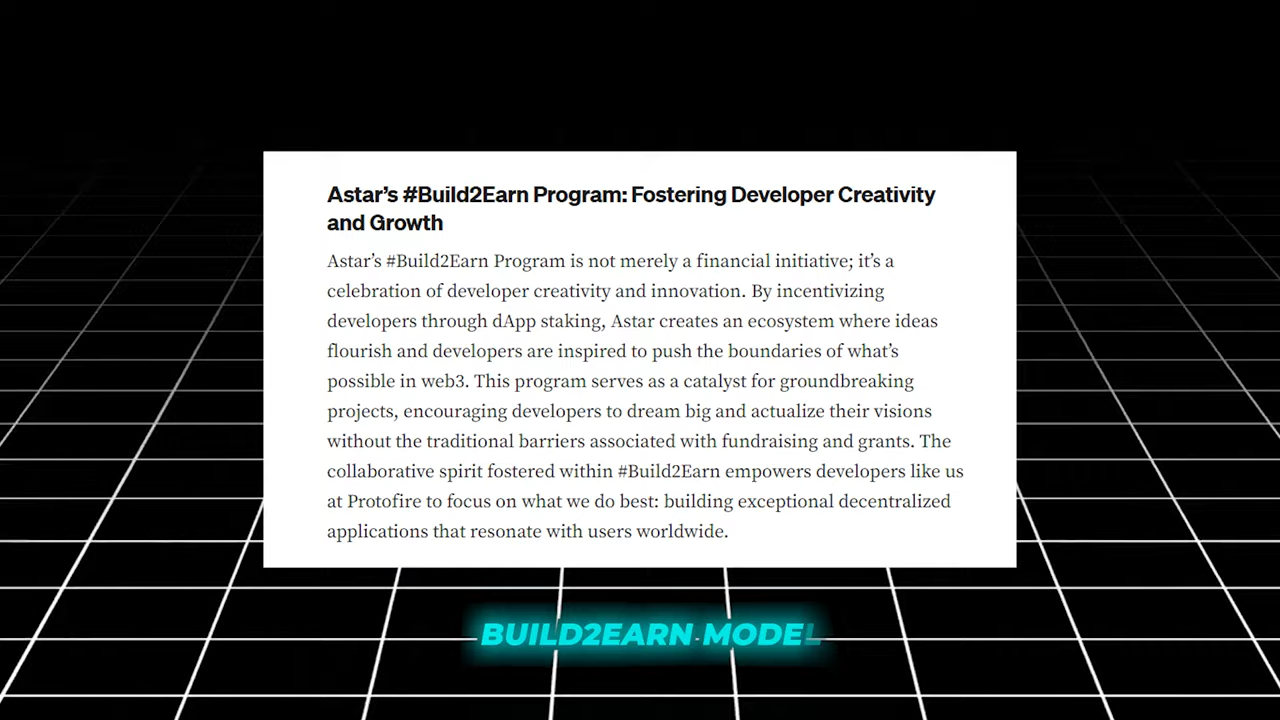 Astar’s #Build2Earn Program: Fostering Developer Creativity
and Growth
Astar’s #Build2Earn Program is not merely a financial initiative; it’s a
celebration of developer creativity and innovation. By incentivizing
developers through dApp staking, Astar creates an ecosystem where ideas
flourish and developers are inspired to push the boundaries of what’s
possible in web3. This program serves as a catalyst for groundbreaking
projects, encouraging developers to dream big and actualize their visions
without the traditional barriers associated with fundraising and grants. The
collaborative spirit fostered within #Build2Earn empowers developers like us
at Protofire to focus on what we do best: building exceptional decentralized
applications that resonate with users worldwide.
BUILD2EARN MODEL